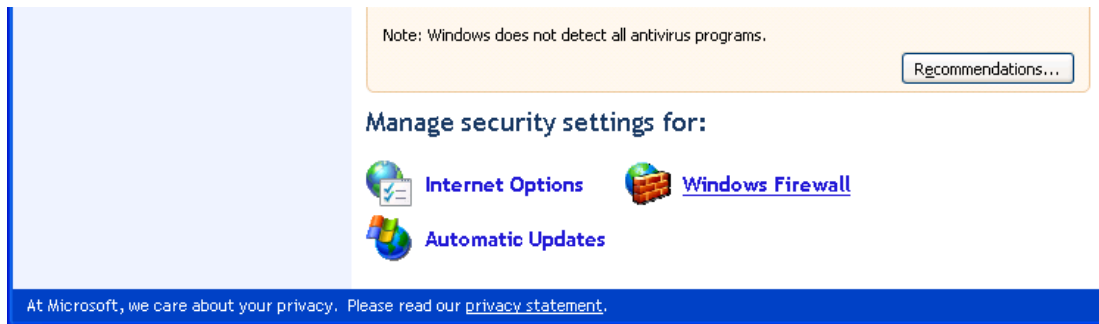 Note: Windows does not detect all antivirus programs.
Recommendations...
Manage security settings for:
Internet Options
Windows Firewall
Automatic Updates
At Microsoft, we care about your privacy. Please read our privacy statement.